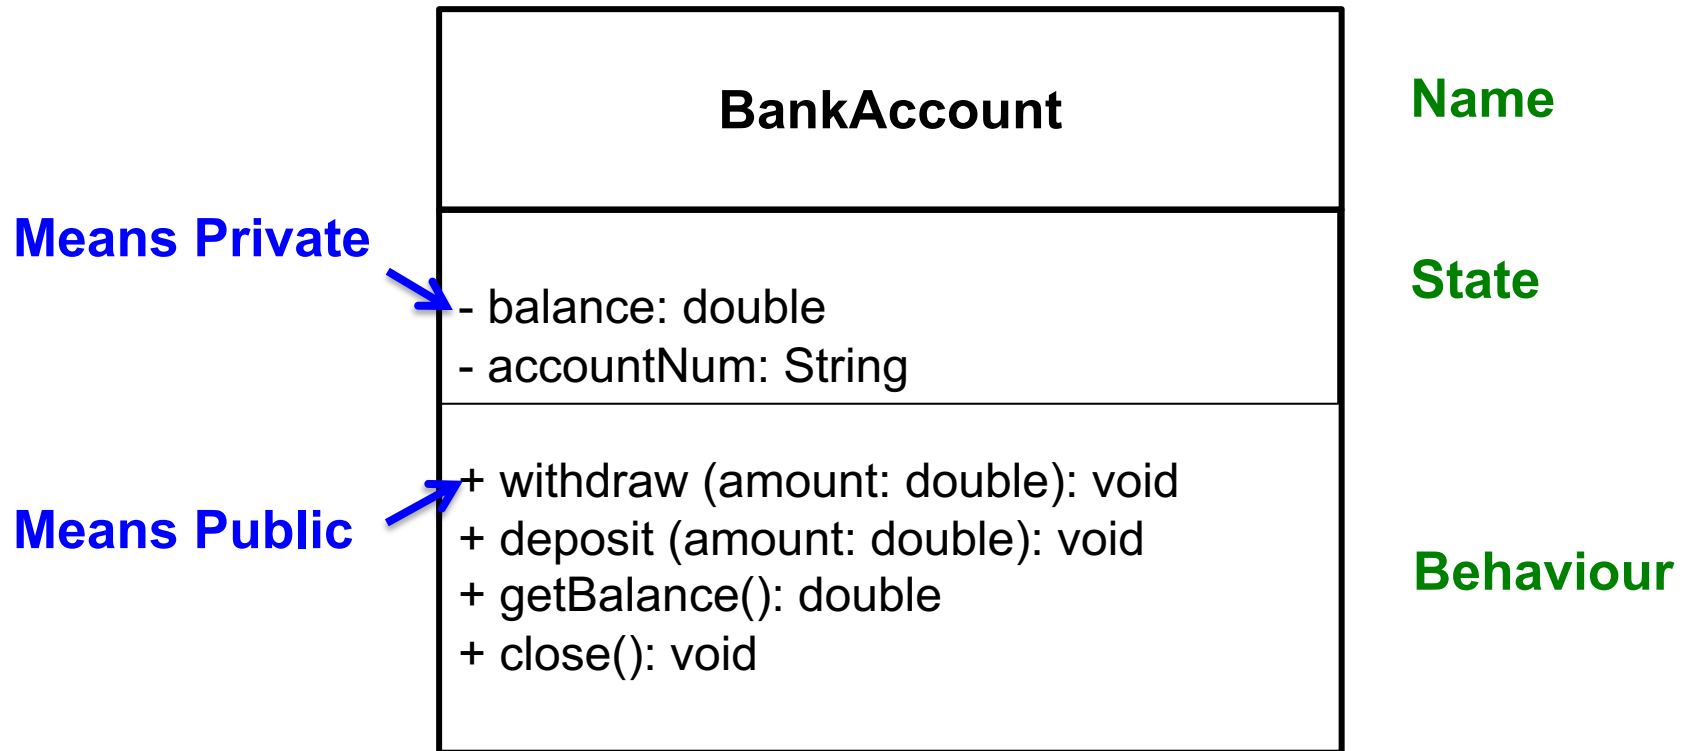 BankAccount
Name
Means Private
State
- balance: double
- accountNum: String
+ withdraw (amount: double): void
Means Public
+ deposit (amount: double): void
Behaviour
+ getBalance(): double
+ close(): void